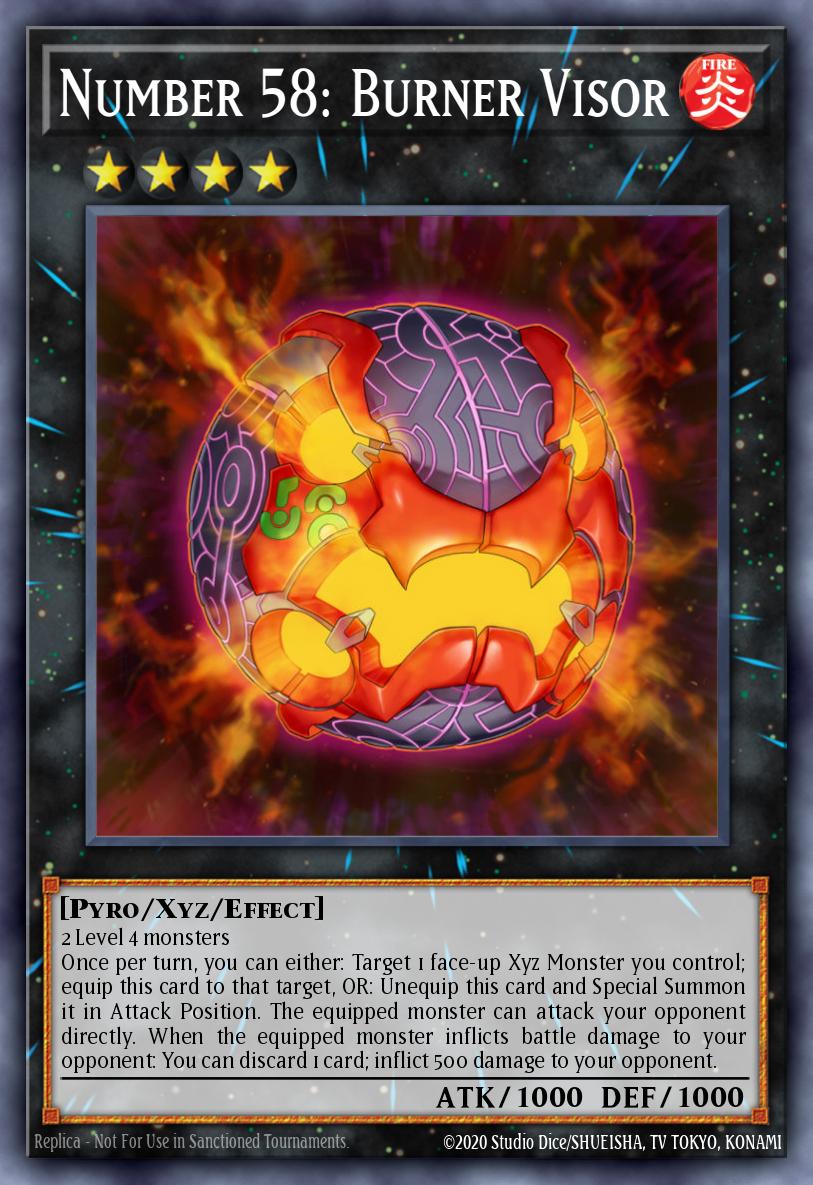 Number 58: Burner Visor
FIRE
炎
58
[Pyro/Xyz/Effect]
2 Level 4 monsters
Once per turn, you can either: Target 1 face-up Xyz Monster you control;
equip this card to that target, OR: Unequip this card and Special Summon
it in Attack Position. The equipped monster can attack your opponent
directly. When the equipped monster inflicts battle damage to your
opponent: You can discard 1 card; inflict 500 damage to your opponent.
ATK/1000 DEF/1000
Replica - Not For Use in Sanctioned Tournaments.
©2020 Studio Dice/SHUEISHA, TV TOKYO, KONAMI